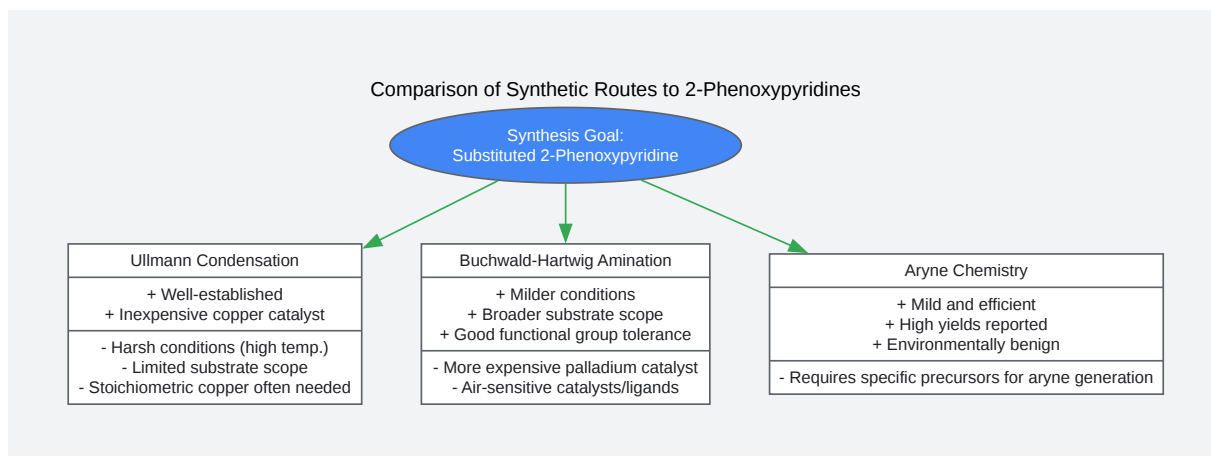 Comparison of Synthetic Routes to 2-Phenoxypyridines
Synthesis Goal:
Substituted 2-Phenoxypyridine
Ullmann Condensation
+ Well-established
+ Inexpensive copper catalyst
- Harsh conditions (high temp.)
- Limited substrate scope
- Stoichiometric copper often needed
Buchwald-Hartwig Amination
+ Milder conditions
+ Broader substrate scope
+ Good functional group tolerance
- More expensive palladium catalyst
- Air-sensitive catalysts/ligands
Aryne Chemistry
+ Mild and efficient
+ High yields reported
+ Environmentally benign
- Requires specific precursors for aryne generation